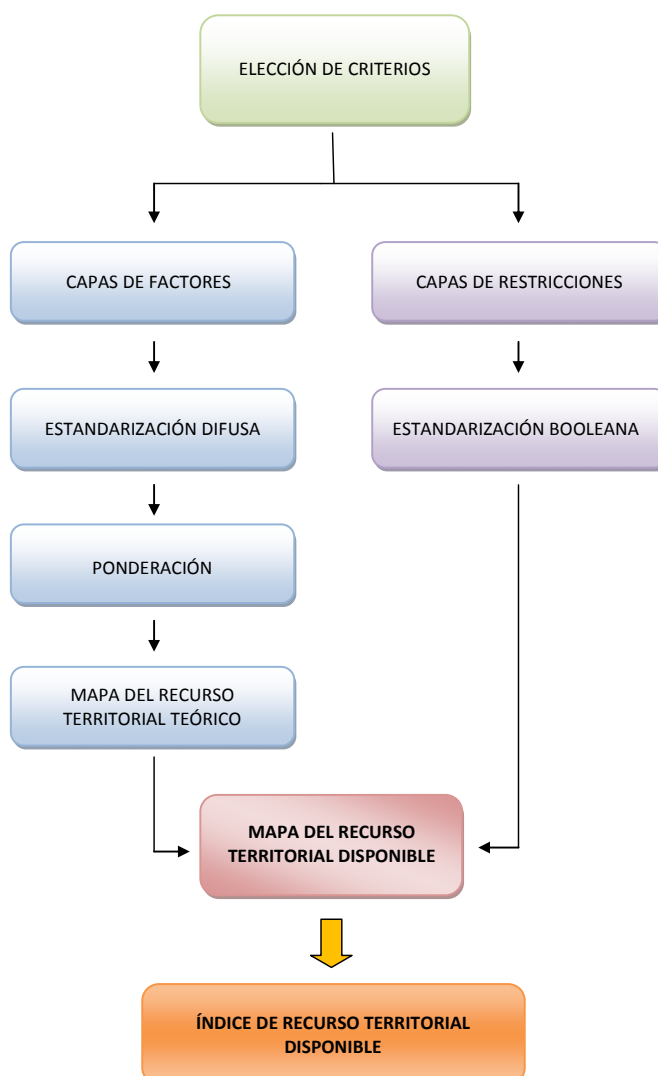 ELECCIÓN DE CRITERIOS
CAPAS DE FACTORES
CAPAS DE RESTRICCIONES
ESTANDARIZACIÓN DIFUSA
ESTANDARIZACIÓN BOOLEANA
PONDERACIÓN
MAPA DEL RECURSO
TERRITORIAL TEÓRICO
MAPA DEL RECURSO
TERRITORIAL DISPONIBLE
ÍNDICE DE RECURSO TERRITORIAL
DISPONIBLE